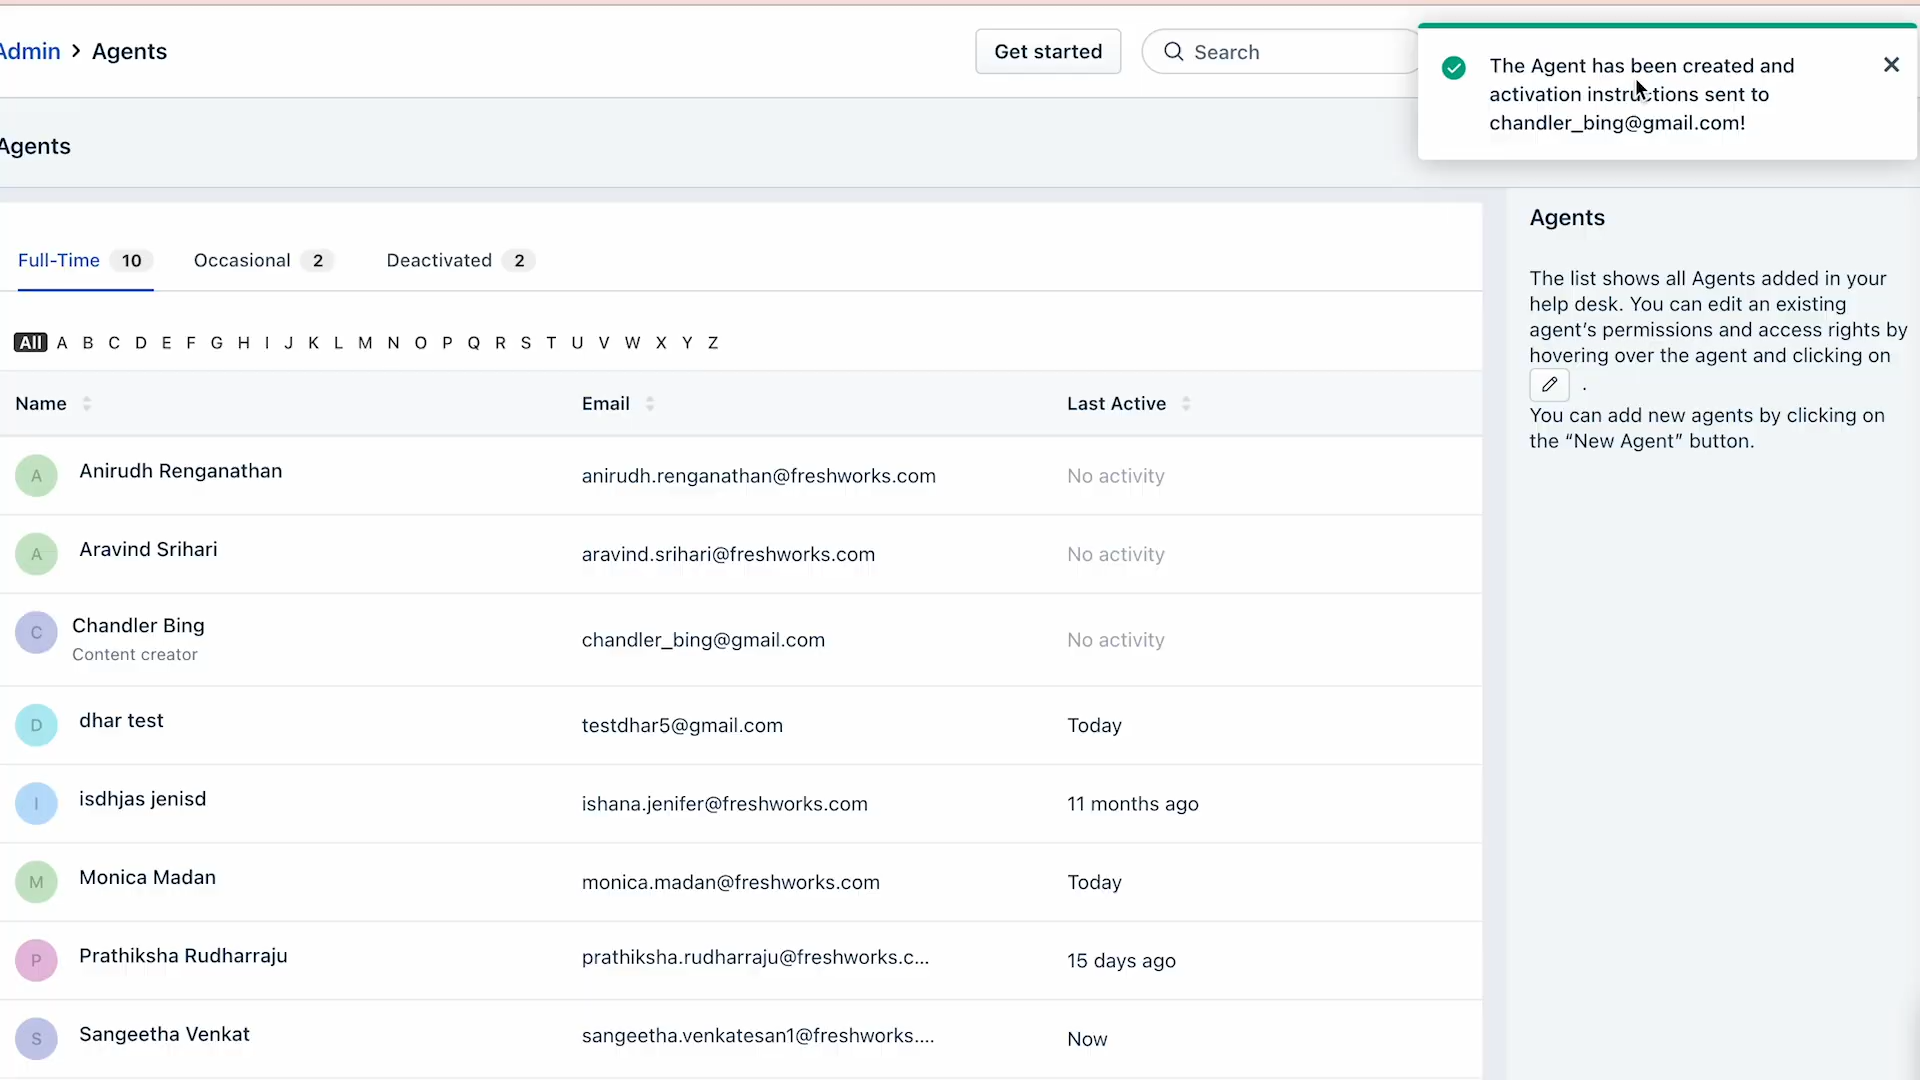 Admin > Agents
Get started
Search
The Agent has been created and
activation instructions sent to
chandler_bing@gmail.com!
Agents
Full-Time 10 Occasional 2 Deactivated 2
All A B C D E F G H I J K L M N O P Q R S T U V W X Y Z
Name Email Last Active
A Anirudh Renganathan anirudh.renganathan@freshworks.com No activity
A Aravind Srihari aravind.srihari@freshworks.com No activity
C Chandler Bing chandler_bing@gmail.com No activity
Content creator
D dhar test testdhar5@gmail.com Today
I isdhjas jenisd ishana.jenifer@freshworks.com 11 months ago
M Monica Madan monica.madan@freshworks.com Today
P Prathiksha Rudharraju prathiksha.rudharraju@freshworks.c... 15 days ago
S Sangeetha Venkat sangeetha.venkatesan1@freshworks.... Now
Agents
The list shows all Agents added in your
help desk. You can edit an existing
agent's permissions and access rights by
hovering over the agent and clicking on
.
You can add new agents by clicking on
the “New Agent” button.